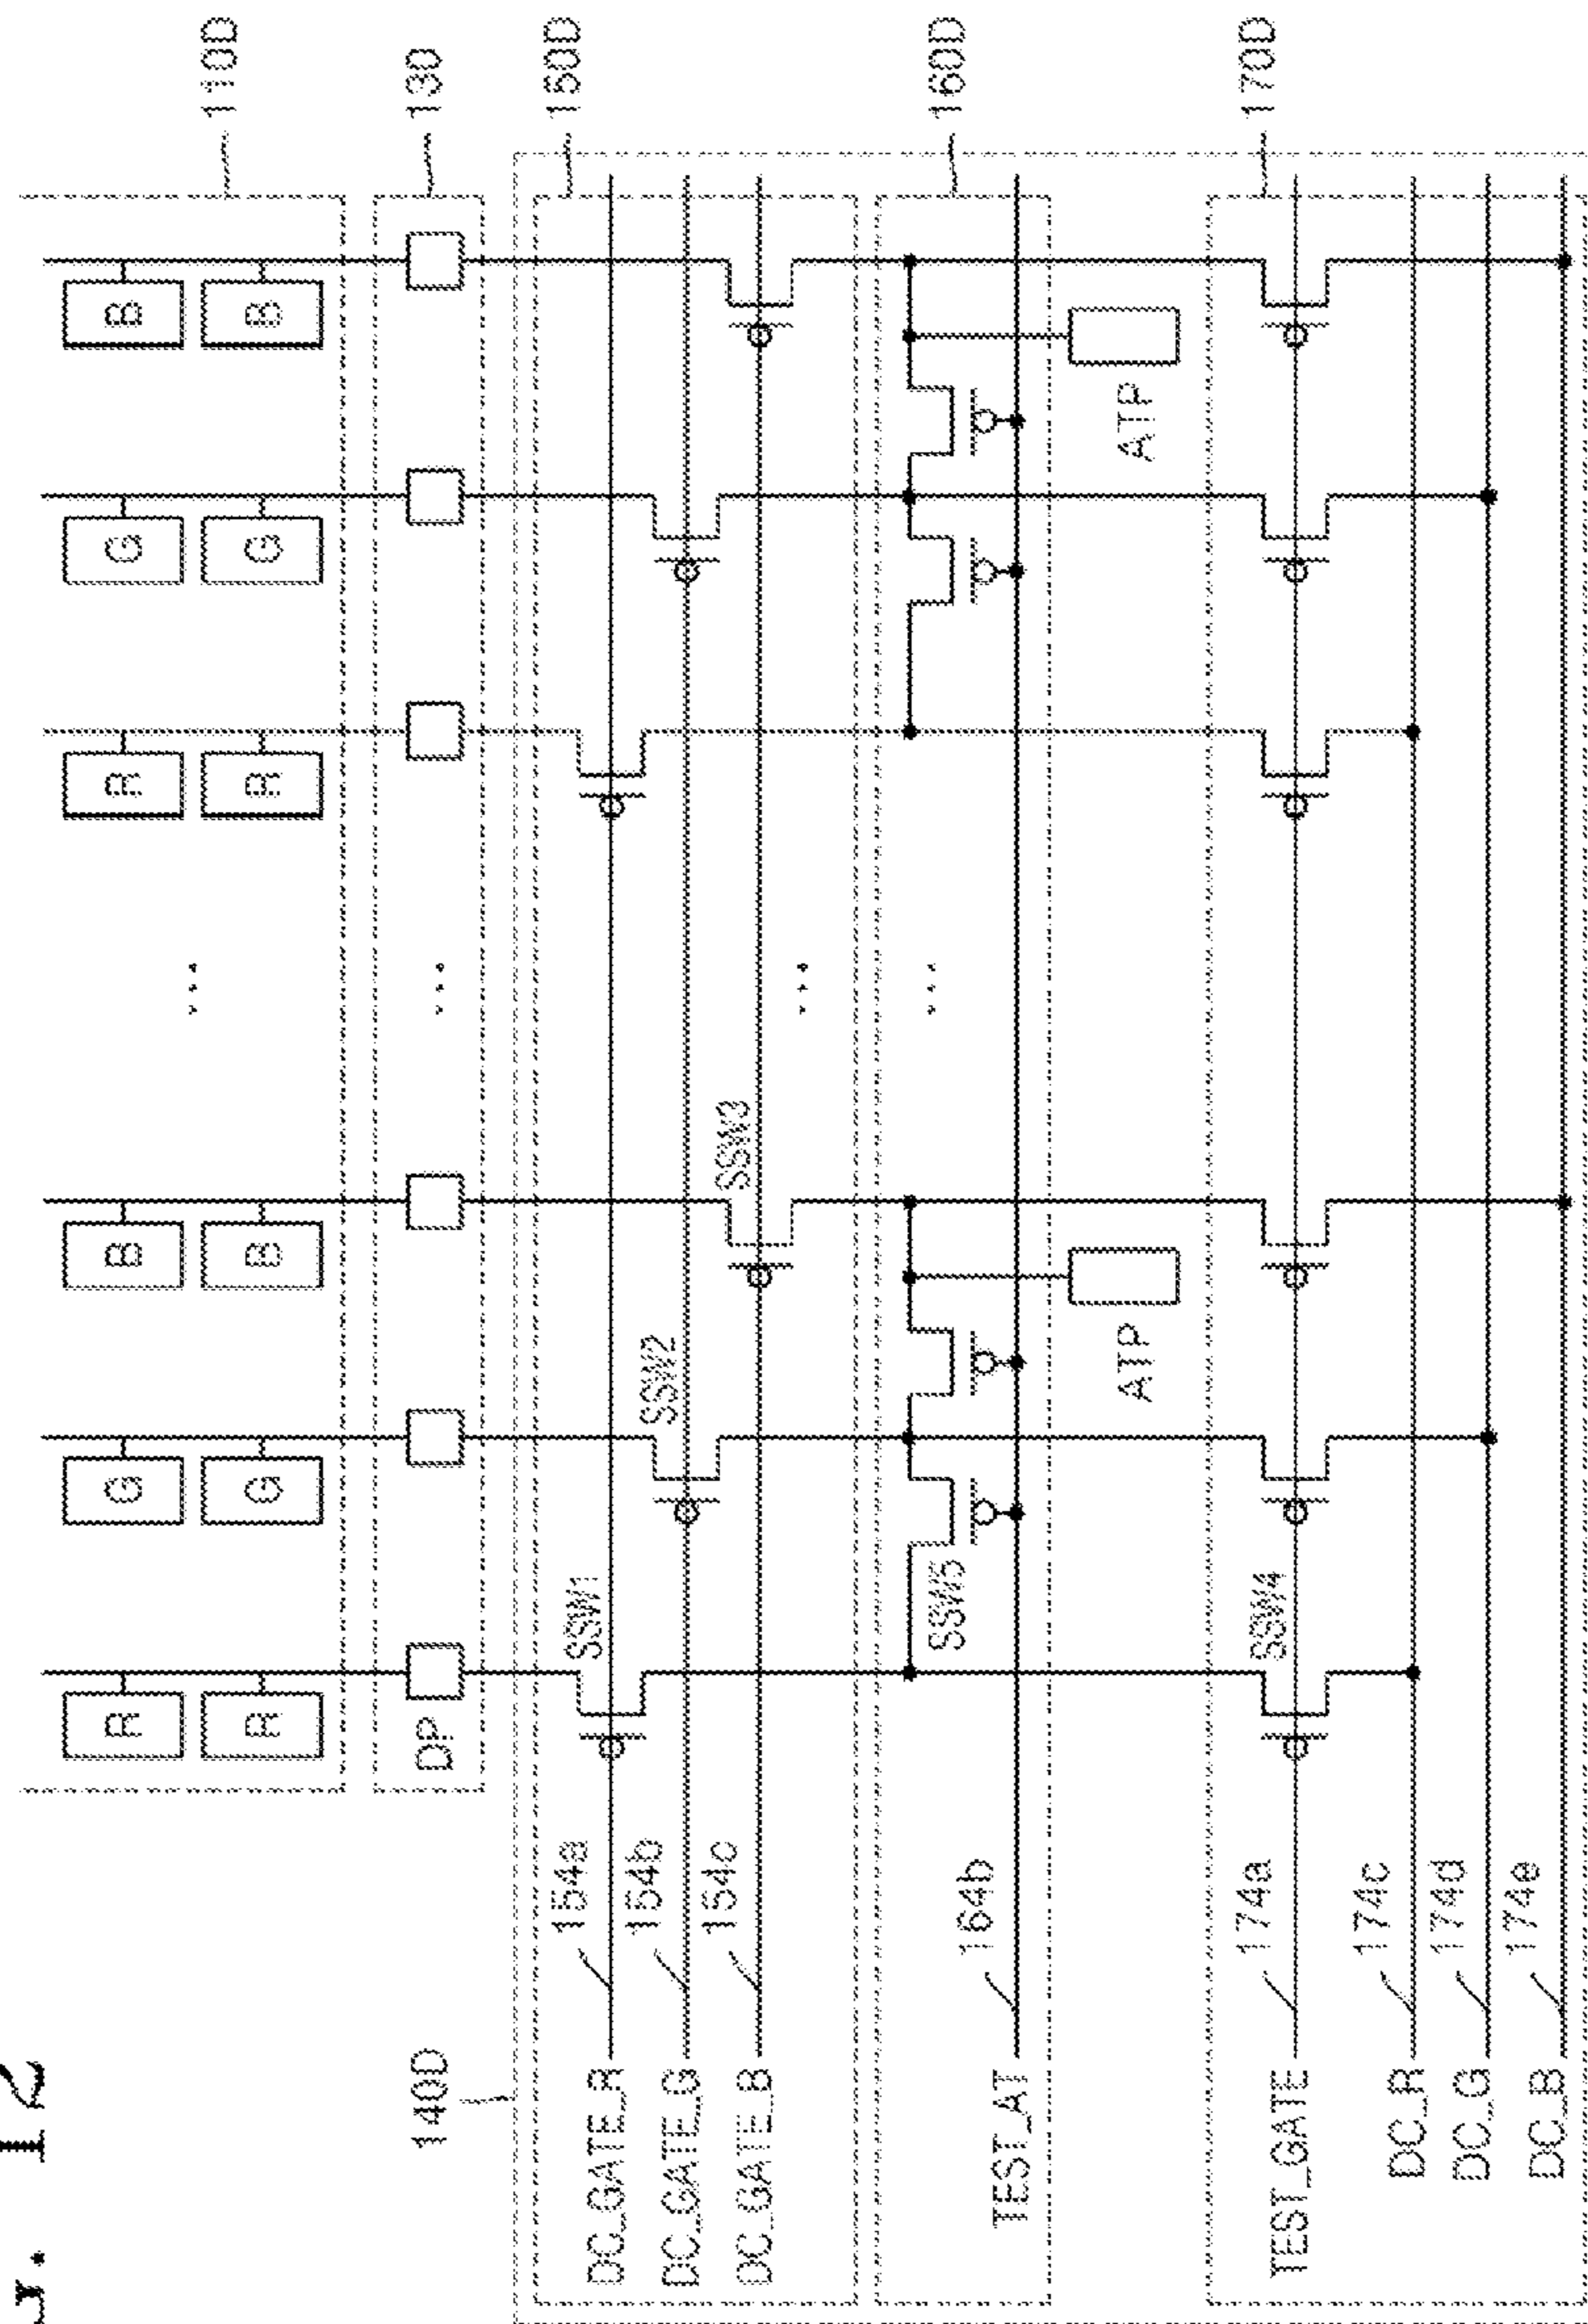 12
R G B ... R G B
110D
R G B ... R G B
140D DP ... 130
154a SSW1 150D
DC_GATE_R
154b SSW2
DC_GATE_G
154c SSW3
DC_GATE_B
...
SSW5 ... 160D
164b
TEST_AT
ATP ATP
174a SSW4 170D
TEST_GATE
174c
DC_R
174d
DC_G
174e
DC_B